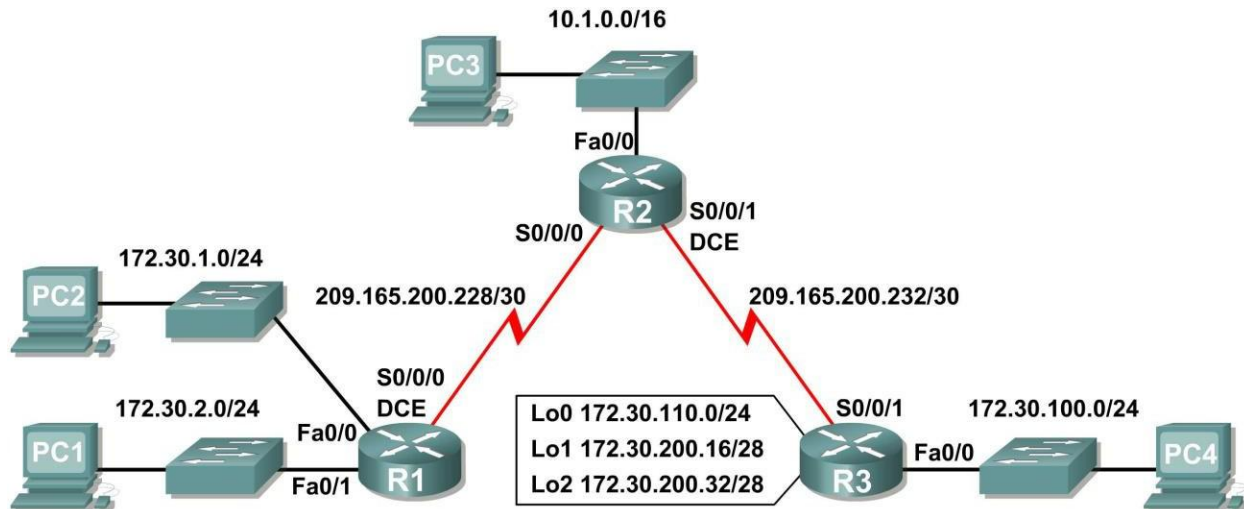 10.1.0.0/16
PC3
Fa0/0
R2
S0/0/1
DCE
S0/0/0
172.30.1.0/24
PC2
209.165.200.228/30
209.165.200.232/30
S0/0/0
DCE
172.30.2.0/24
Fa0/0
PC1
R1
Fa0/1
Lo0 172.30.110.0/24
Lo1 172.30.200.16/28
Lo2 172.30.200.32/28
S0/0/1
172.30.100.0/24
Fa0/0
R3
PC4